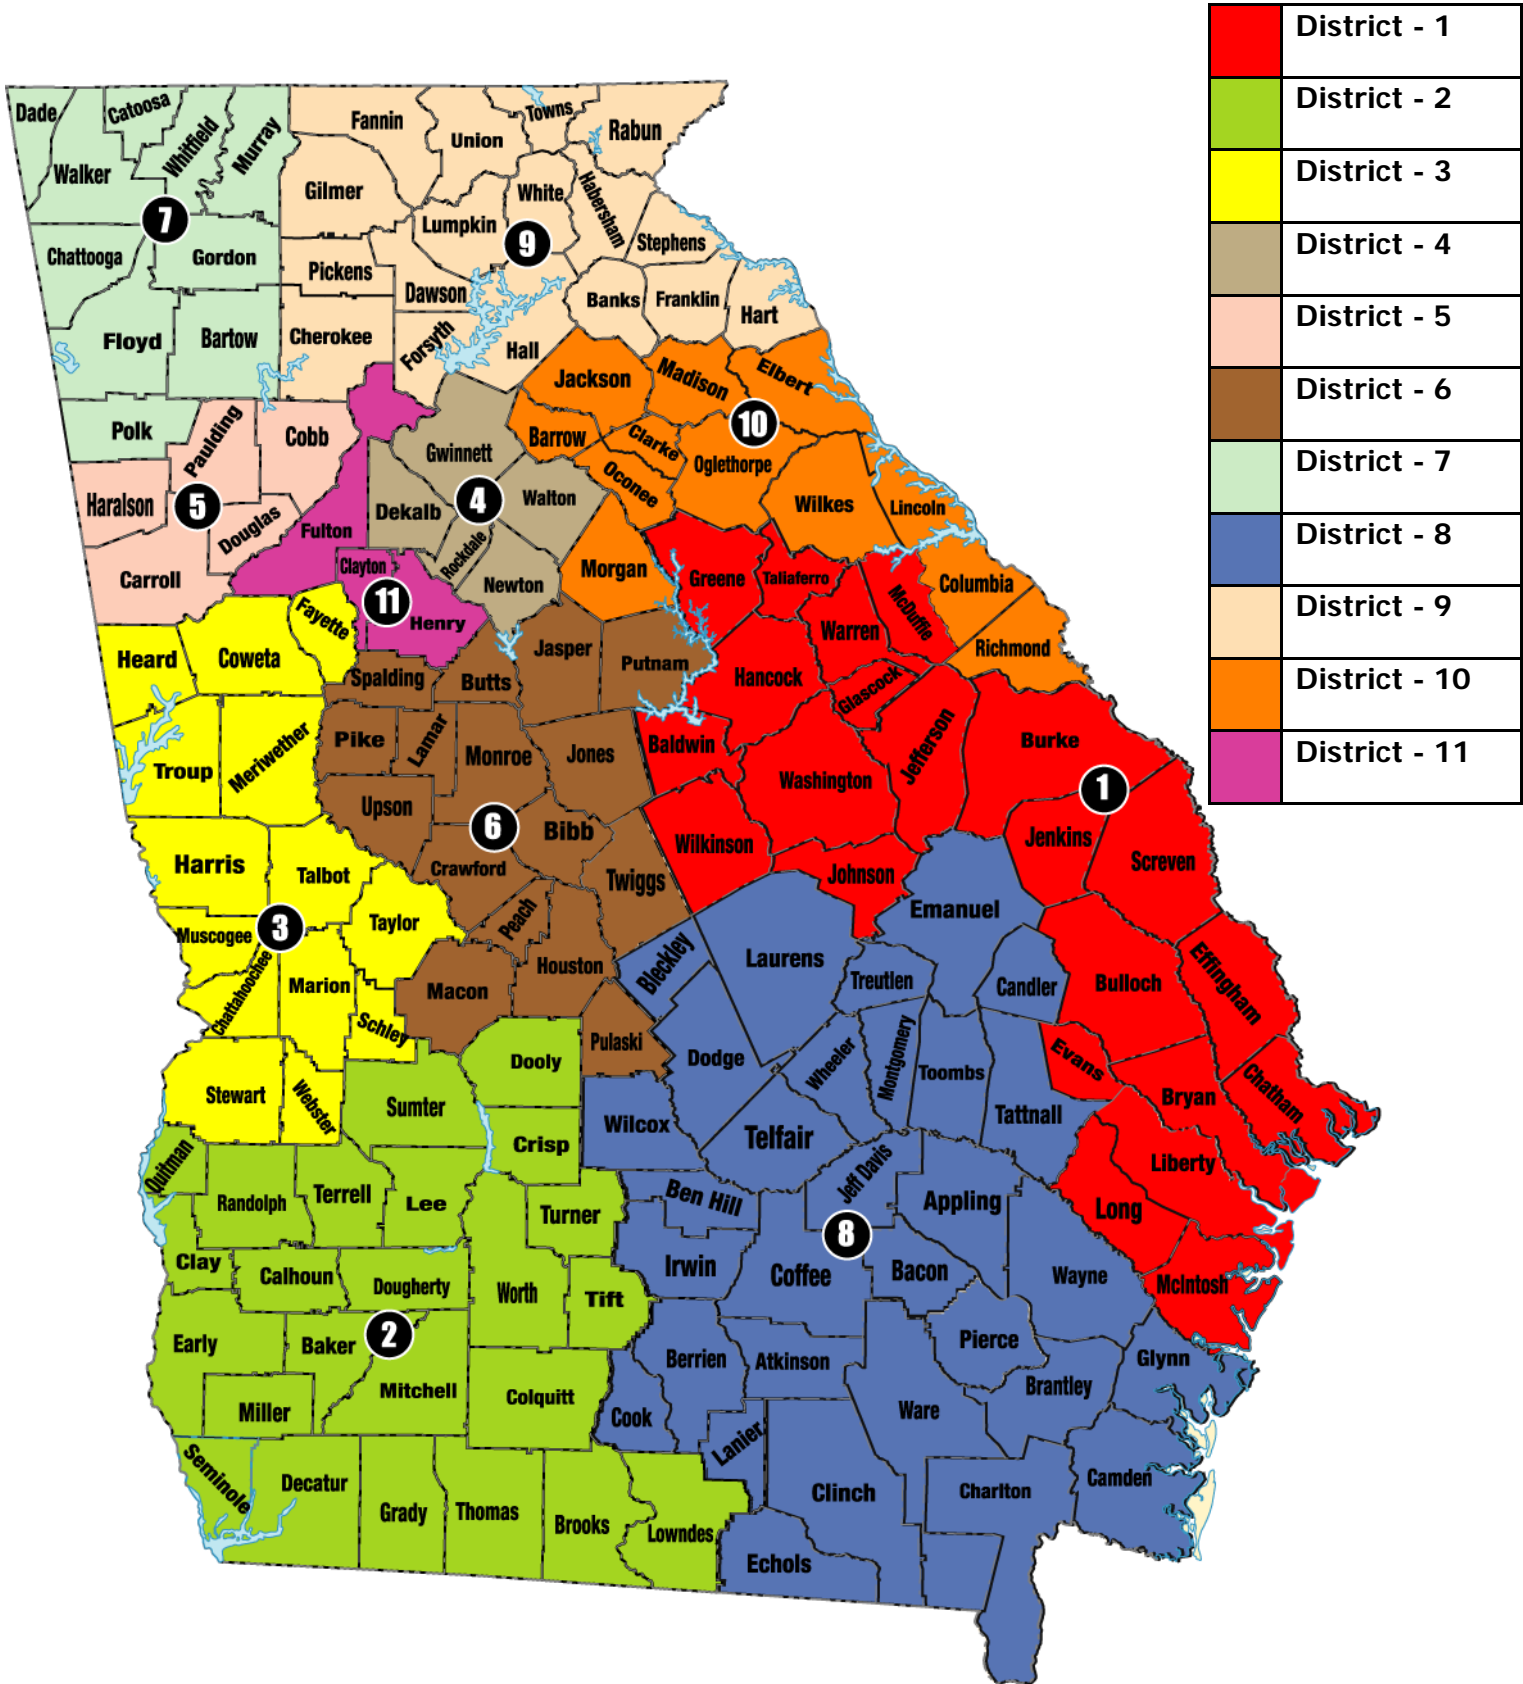 District - 1
District - 2
District - 3
District - 4
District - 5
District - 6
District - 7
District - 8
District - 9
District - 10
District - 11
Dade
Catoosa
Whitfield
Murray
Walker
7
Chattooga
Gordon
Floyd
Bartow
Polk
Fannin
Union
Towns
Rabun
Gilmer
White
Habersham
Lumpkin
9
Stephens
Pickens
Dawson
Banks
Franklin
Hart
Cherokee
Forsyth
Hall
Jackson
Madison
Elbert
10
Barrow
Clarke
Oglethorpe
Oconee
Wilkes
Lincoln
Morgan
Columbia
Richmond
Paulding
Cobb
Haralson
5
Douglas
Carroll
Gwinnett
4
Walton
Dekalb
Rockdale
Newton
Fulton
Clayton
11
Henry
Heard
Coweta
Fayette
Troup
Meriwether
Harris
Talbot
Muscogee
3
Taylor
Chattahoochee
Marion
Schley
Stewart
Webster
Spalding
Butts
Jasper
Putnam
Pike
Lamar
Monroe
Jones
Upson
6
Bibb
Crawford
Twiggs
Peach
Houston
Macon
Pulaski
Greene
Taliaferro
McDuffie
Warren
Hancock
Glascock
Baldwin
Washington
Jefferson
Burke
1
Wilkinson
Johnson
Jenkins
Screven
Bulloch
Effingham
Evans
Bryan
Chatham
Liberty
Long
McIntosh
Emanuel
Laurens
Bleckley
Treutlen
Candler
Dodge
Wheeler
Montgomery
Toombs
Tattnall
Wilcox
Telfair
Jeff Davis
Ben Hill
Appling
8
Irwin
Coffee
Bacon
Wayne
Berrien
Atkinson
Pierce
Glynn
Cook
Lanier
Ware
Brantley
Clinch
Charlton
Camden
Echols
Dooly
Sumter
Crisp
Quitman
Randolph
Terrell
Lee
Turner
Clay
Calhoun
Dougherty
Worth
Tift
Early
Baker
2
Miller
Mitchell
Colquitt
Seminole
Decatur
Grady
Thomas
Brooks
Lowndes